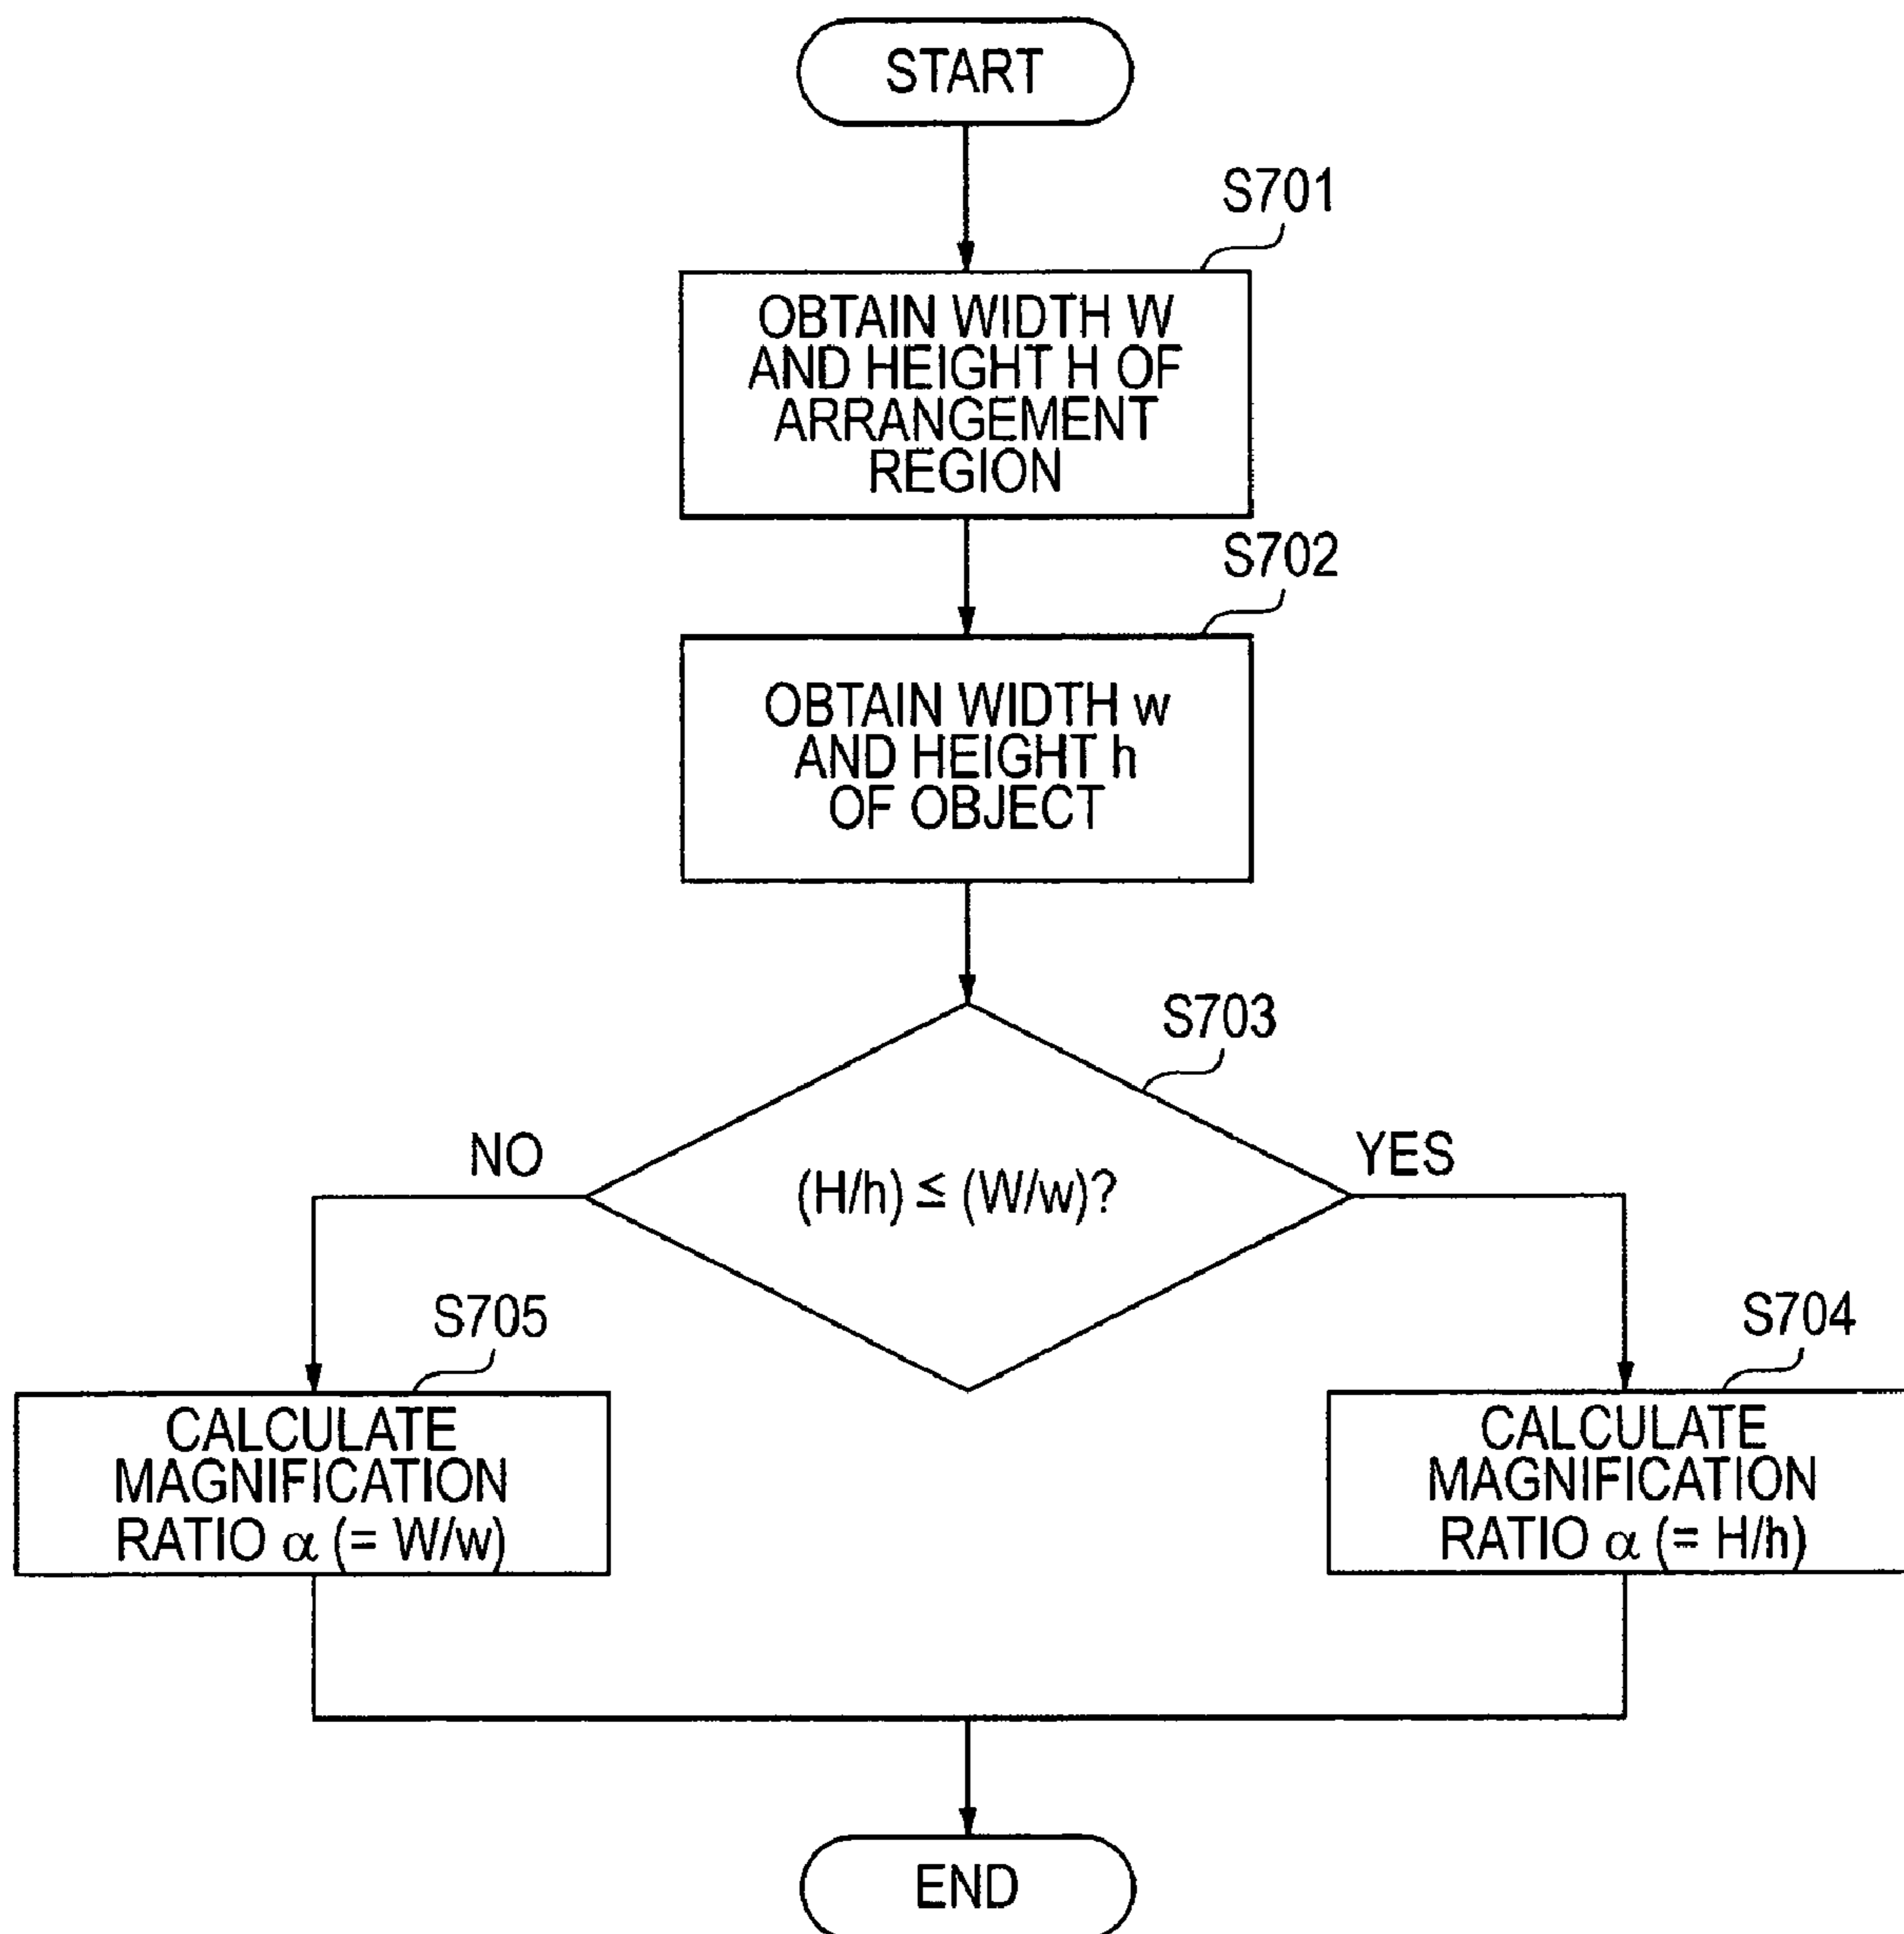 START
S701
OBTAIN WIDTH W
AND HEIGHT H OF
ARRANGEMENT
REGION
S702
OBTAIN WIDTH w
AND HEIGHT h
OF OBJECT
S703
NO
(H/h) ≤ (W/w)?
YES
S705
CALCULATE
MAGNIFICATION
RATIO α (= W/w)
S704
CALCULATE
MAGNIFICATION
RATIO α (= H/h)
END